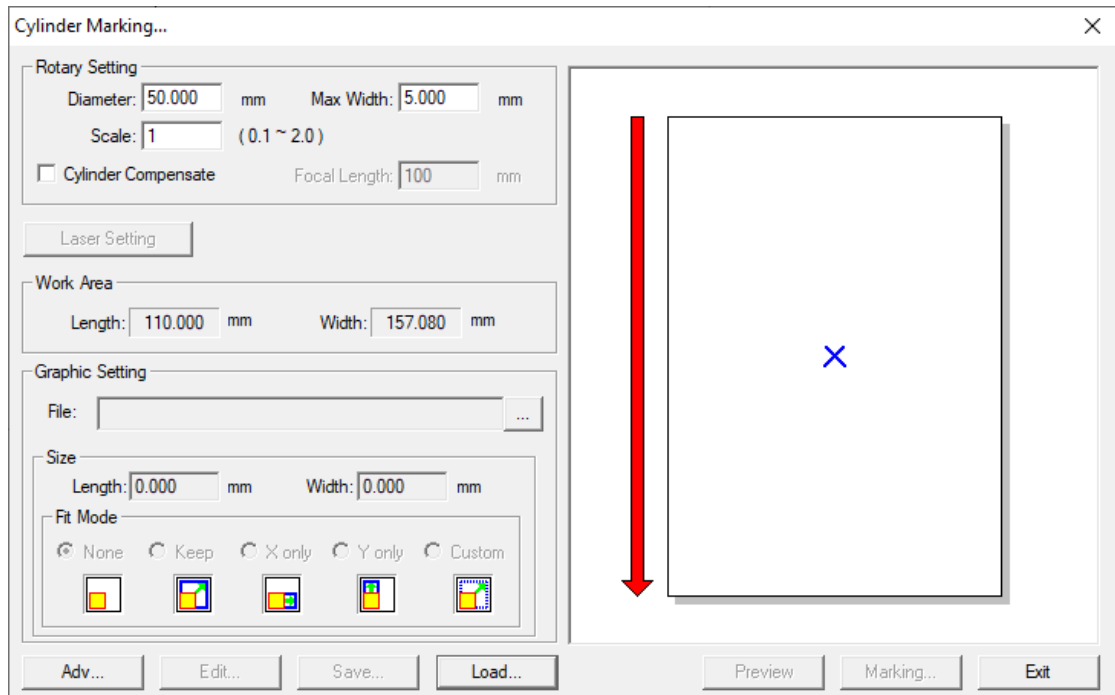 Cylinder Marking...
Rotary Setting
Diameter: 50.000 mm Max Width: 5.000 mm
Scale: 1 ( 0.1 ~ 2.0 )
Cylinder Compensate Focal Length: 100 mm
Laser Setting
Work Area
Length: 110.000 mm Width: 157.080 mm
Graphic Setting
File: ...
Size
Length: 0.000 mm Width: 0.000 mm
Fit Mode
None Keep X only Y only Custom
Adv... Edit... Save... Load... Preview Marking... Exit